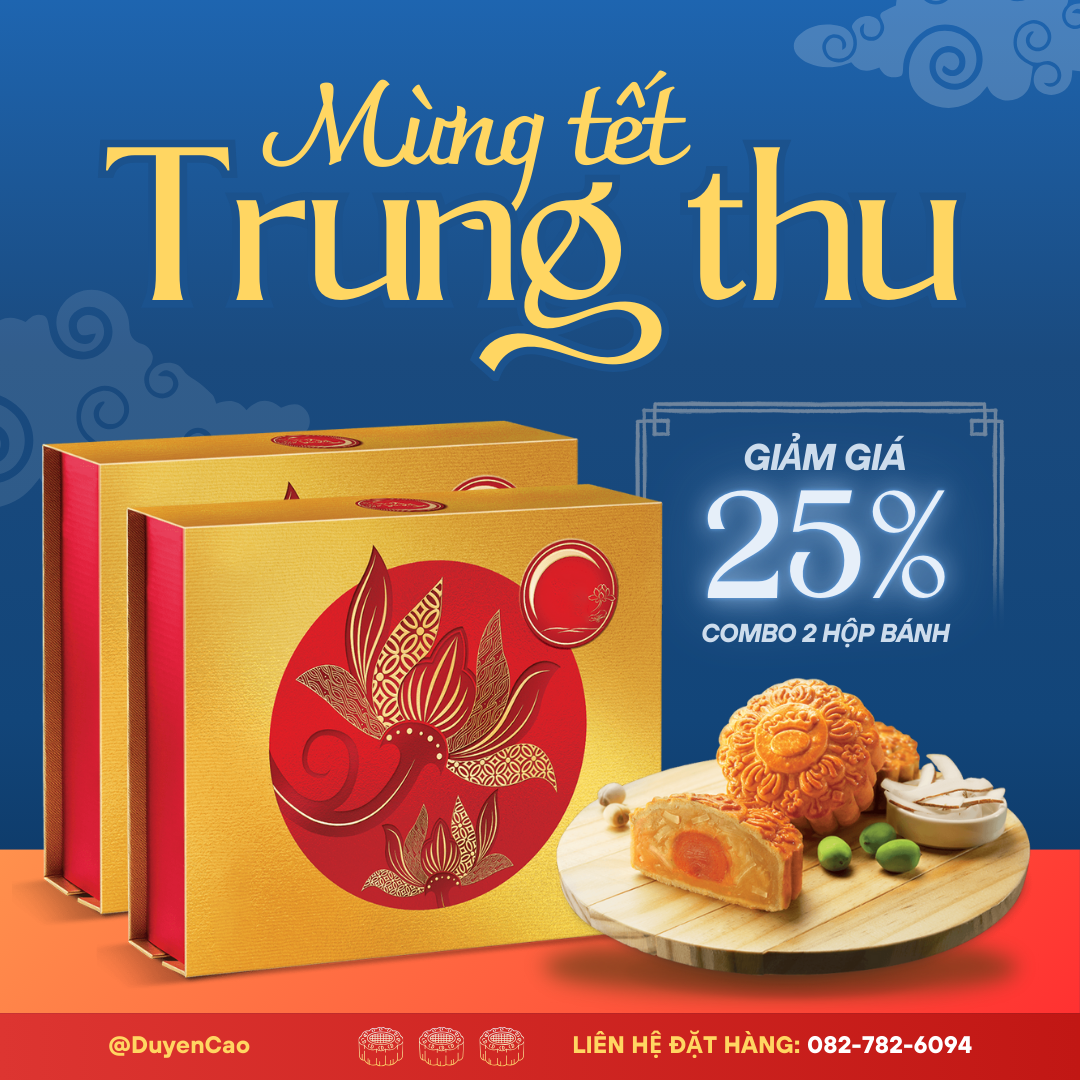 Mừng tết
Trung thu
GIẢM GIÁ
25%
COMBO 2 HỘP BÁNH
@DuyenCao
LIÊN HỆ ĐẶT HÀNG: 082-782-6094